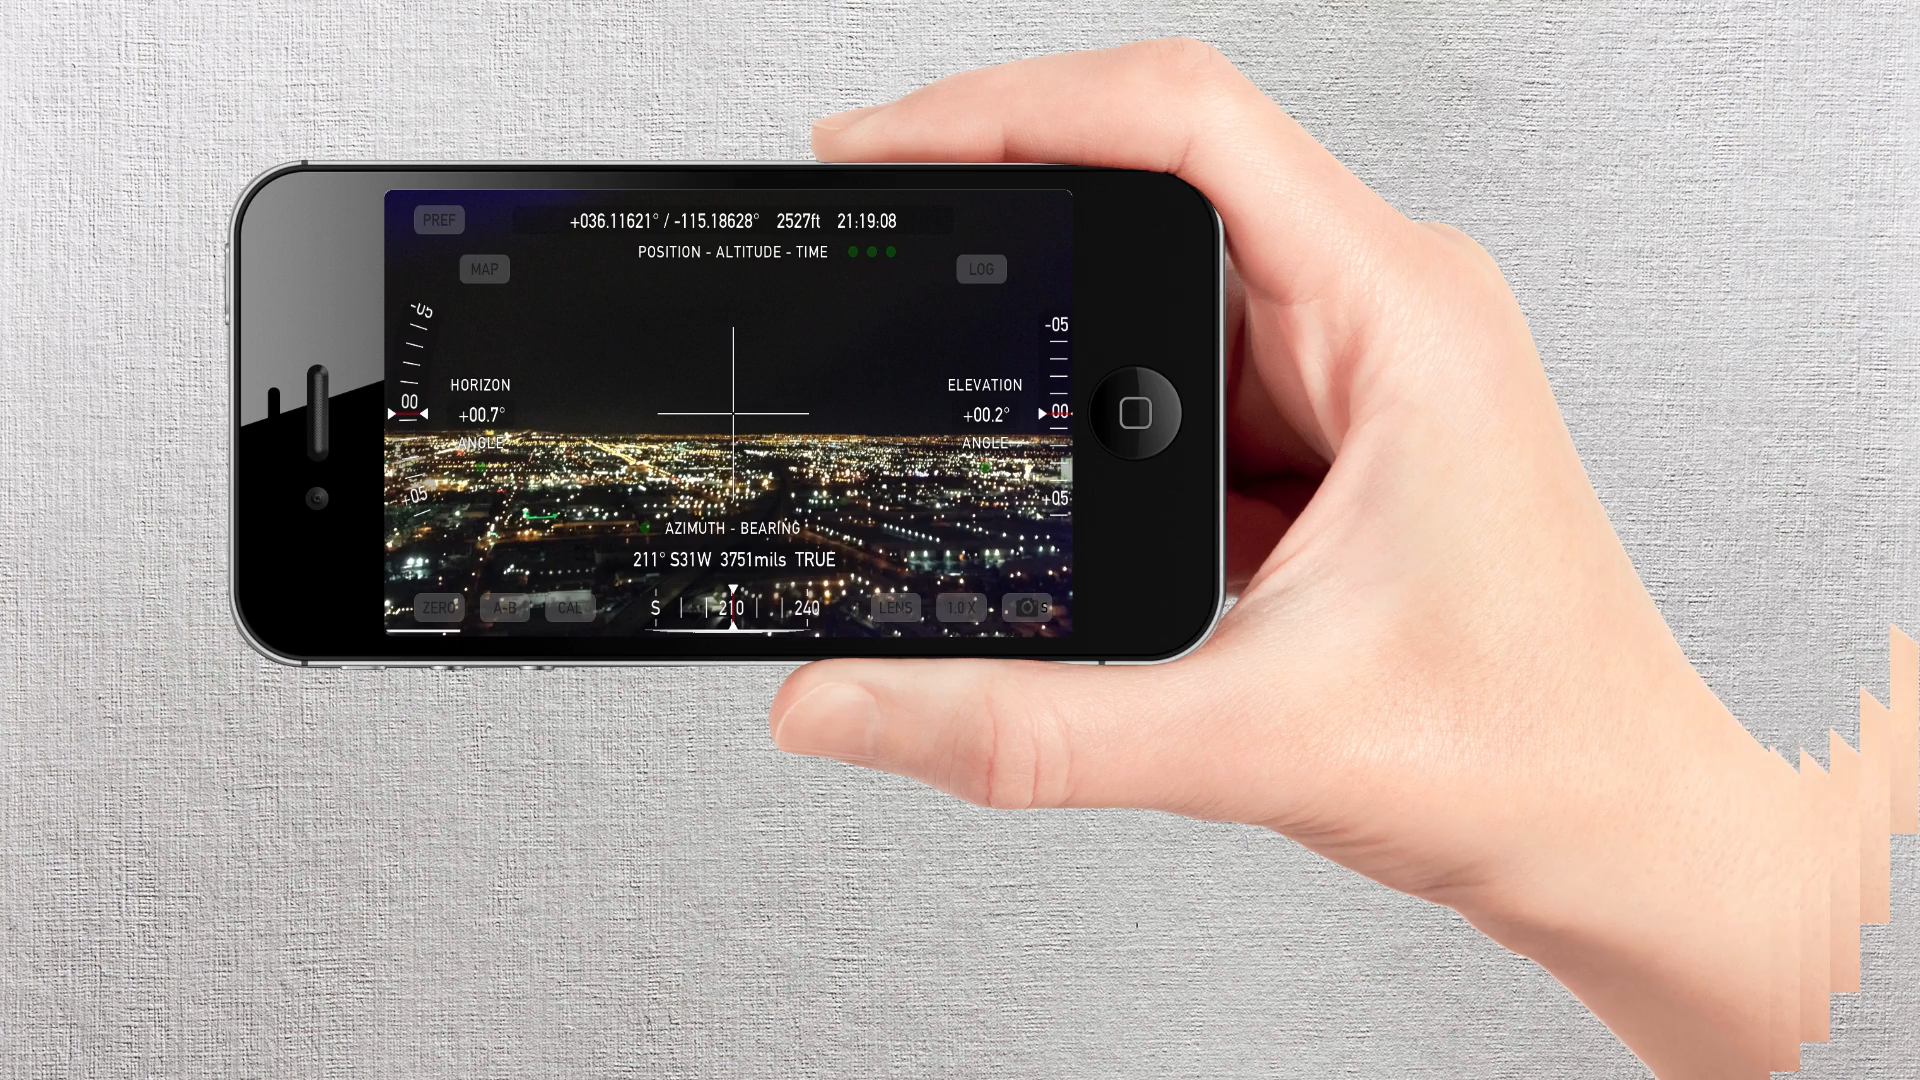 PREF
+036.11621° / -115.18628° 2527ft 21:19:08
POSITION - ALTITUDE - TIME
MAP
LOG
-05
-05
HORIZON
ELEVATION
00
+00.7°
+00.2°
00
ANGLE
ANGLE
+05
+05
AZIMUTH - BEARING
211° S31W 3751mils TRUE
ZERO A-B CAL S 210 240 LENS 1.0 X S